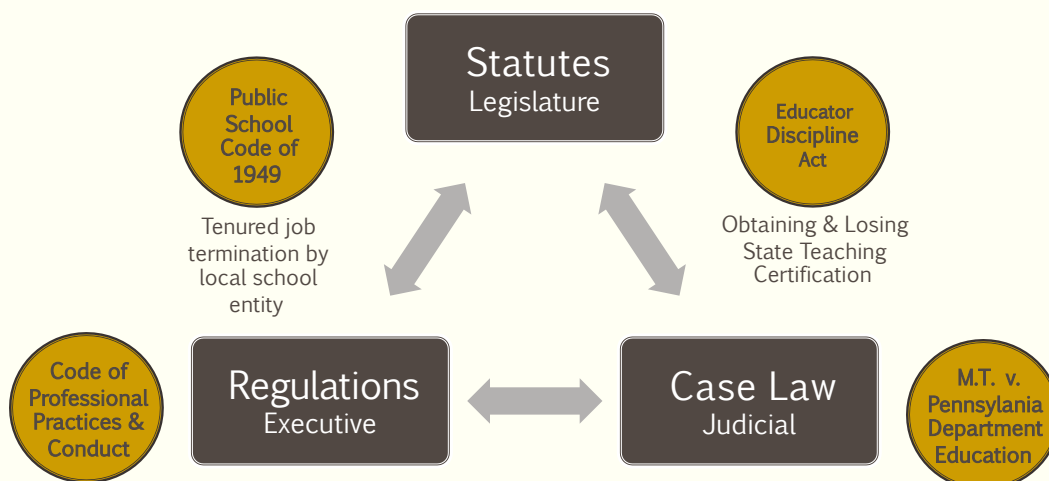 Statutes
Legislature
Public
School
Code of
1949
Educator
Discipline
Act
Tenured job
termination by
local school
entity
Obtaining & Losing
State Teaching
Certification
Code of
Professional
Practices &
Conduct
Regulations
Executive
Case Law
Judicial
M.T. v.
Pennsylania
Department
Education